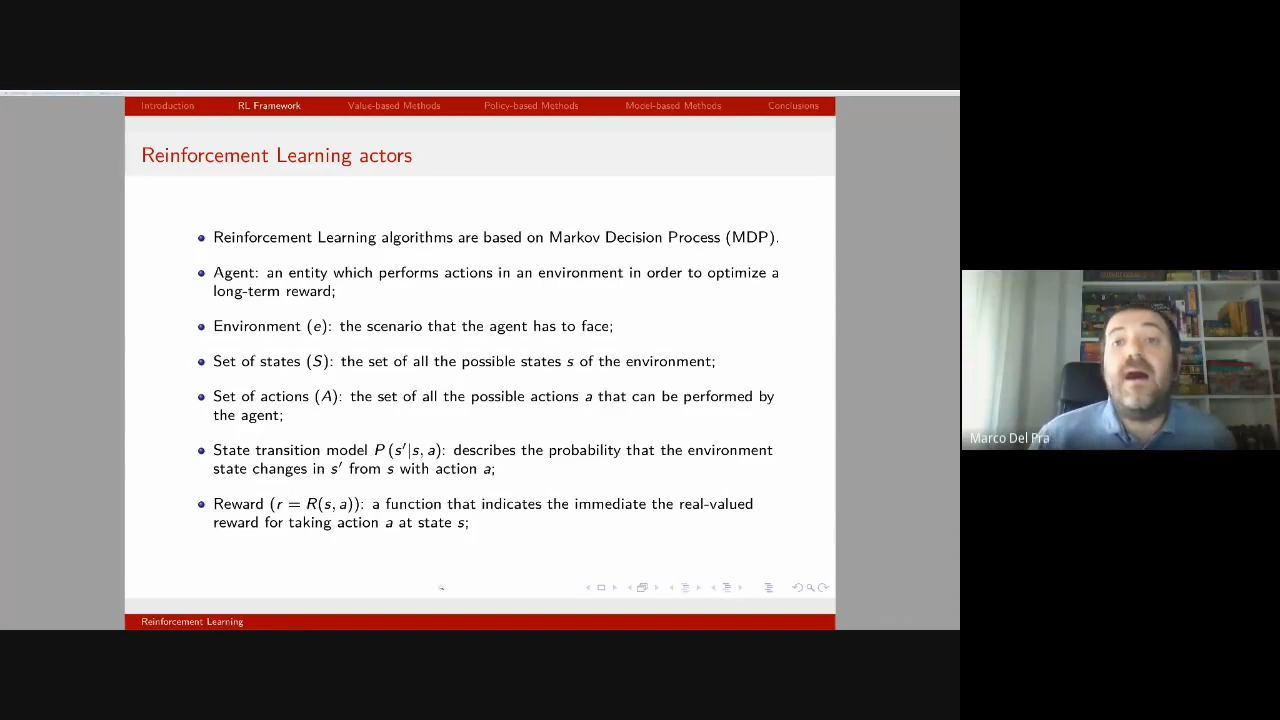 Introduction RL Framework Value-based Methods Policy-based Methods Model-based Methods Conclusions
Reinforcement Learning actors
Reinforcement Learning algorithms are based on Markov Decision Process (MDP).
Agent: an entity which performs actions in an environment in order to optimize a
long-term reward;
Environment (e): the scenario that the agent has to face;
Set of states (S): the set of all the possible states s of the environment;
Set of actions (A): the set of all the possible actions a that can be performed by
the agent;
State transition model P (s′|s, a): describes the probability that the environment
state changes in s′ from s with action a;
Reward (r = R(s, a)): a function that indicates the immediate the real-valued
reward for taking action a at state s;
Reinforcement Learning
Marco Del Pra